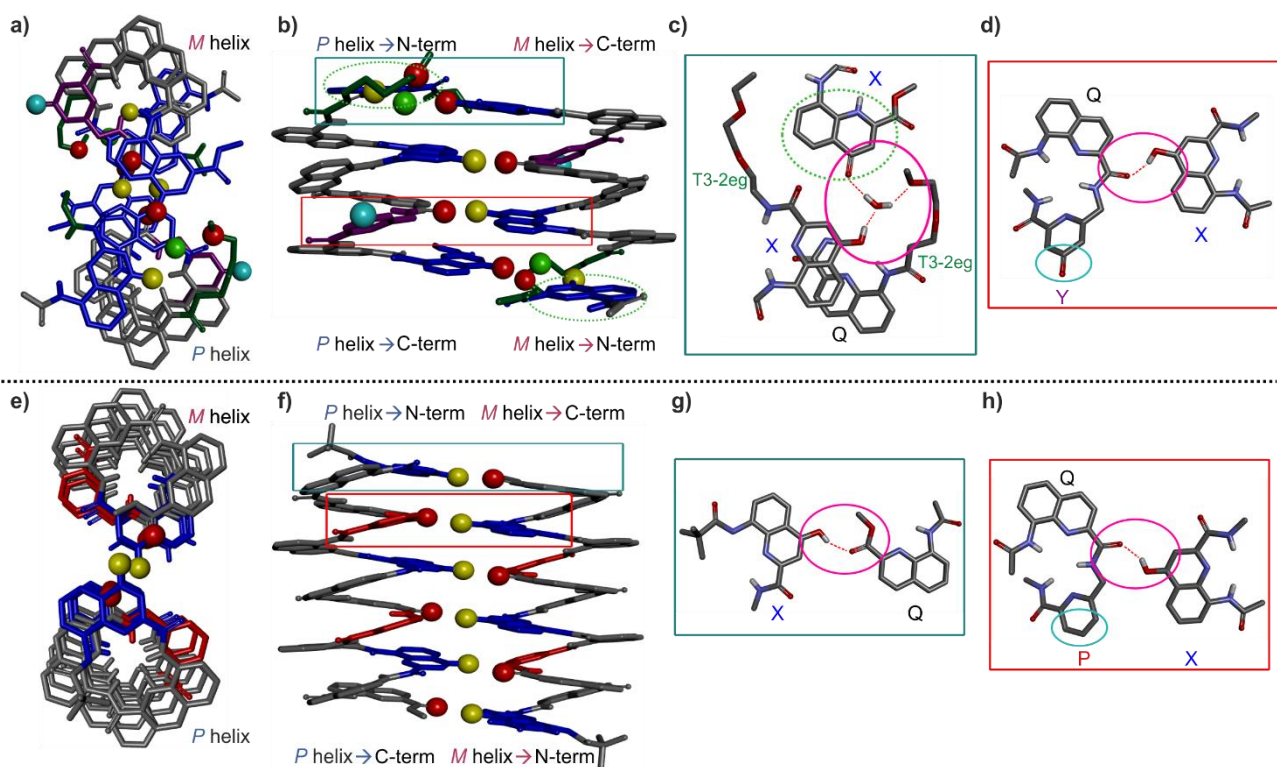 a)
M helix
P helix
b)
P helix→N-term
M helix→C-term
P helix→C-term
M helix→N-term
c)
X
T3-2eg
X
T3-2eg
Q
d)
Q
X
Y
e)
M helix
P helix
f)
P helix→N-term
M helix→C-term
P helix→C-term
M helix→N-term
g)
X
Q
h)
Q
P
X